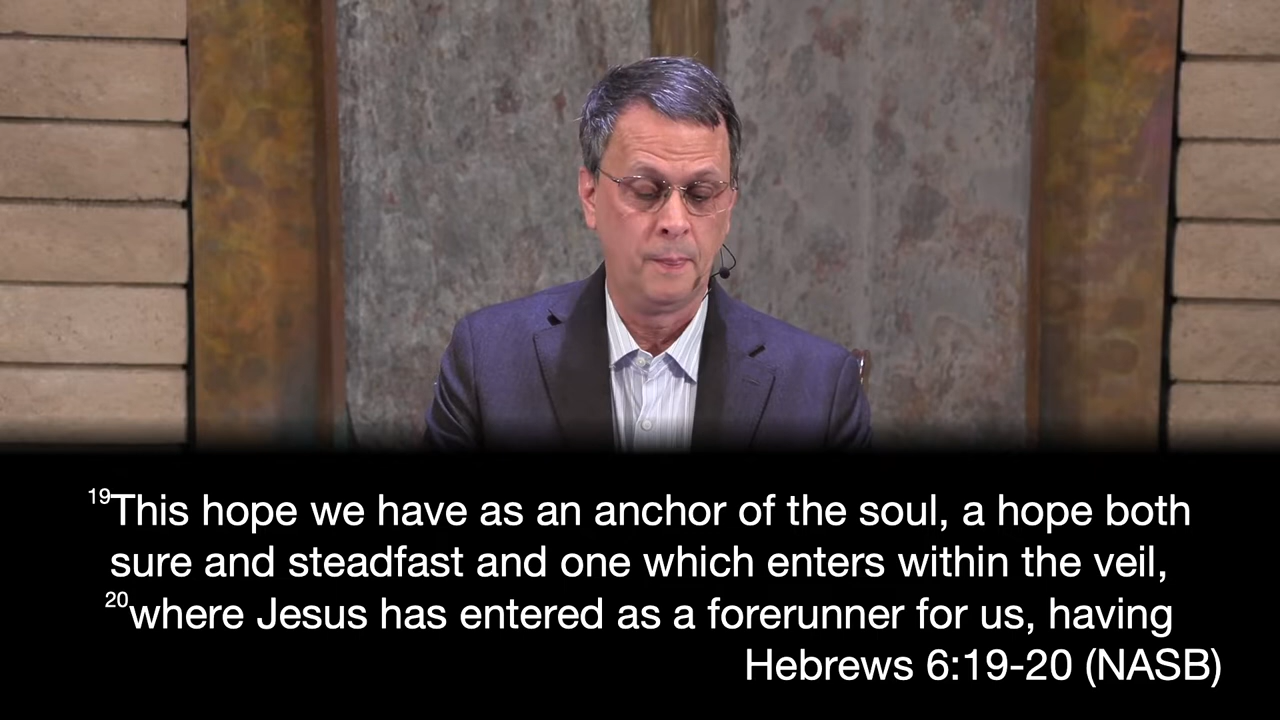 19This hope we have as an anchor of the soul, a hope both
sure and steadfast and one which enters within the veil,
20where Jesus has entered as a forerunner for us, having
Hebrews 6:19-20 (NASB)